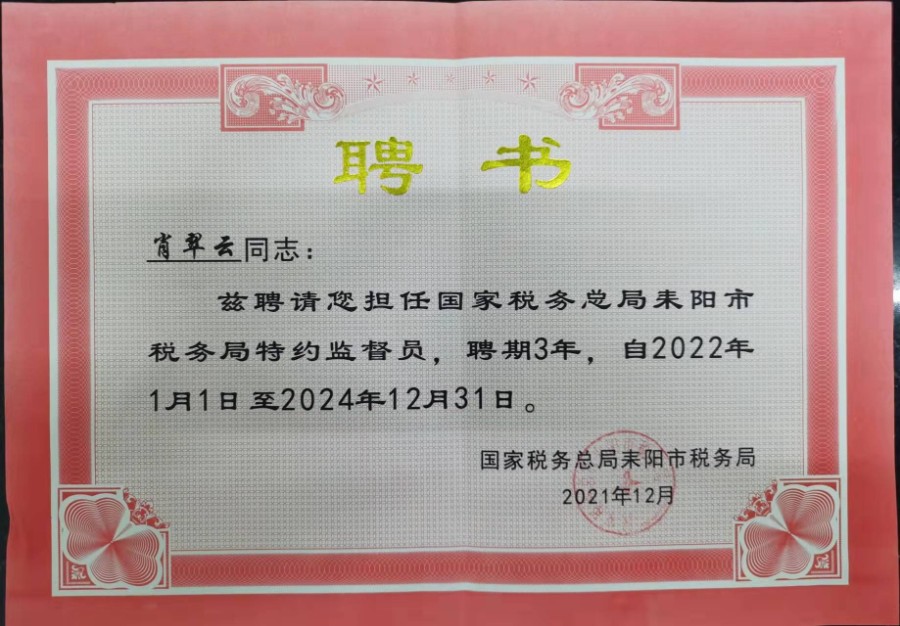 聘书
肖翠云同志：
兹聘请您担任国家税务总局耒阳市
税务局特约监督员，聘期3年，自2022年
1月1日至2024年12月31日。
国家税务总局耒阳市税务局
2021年12月